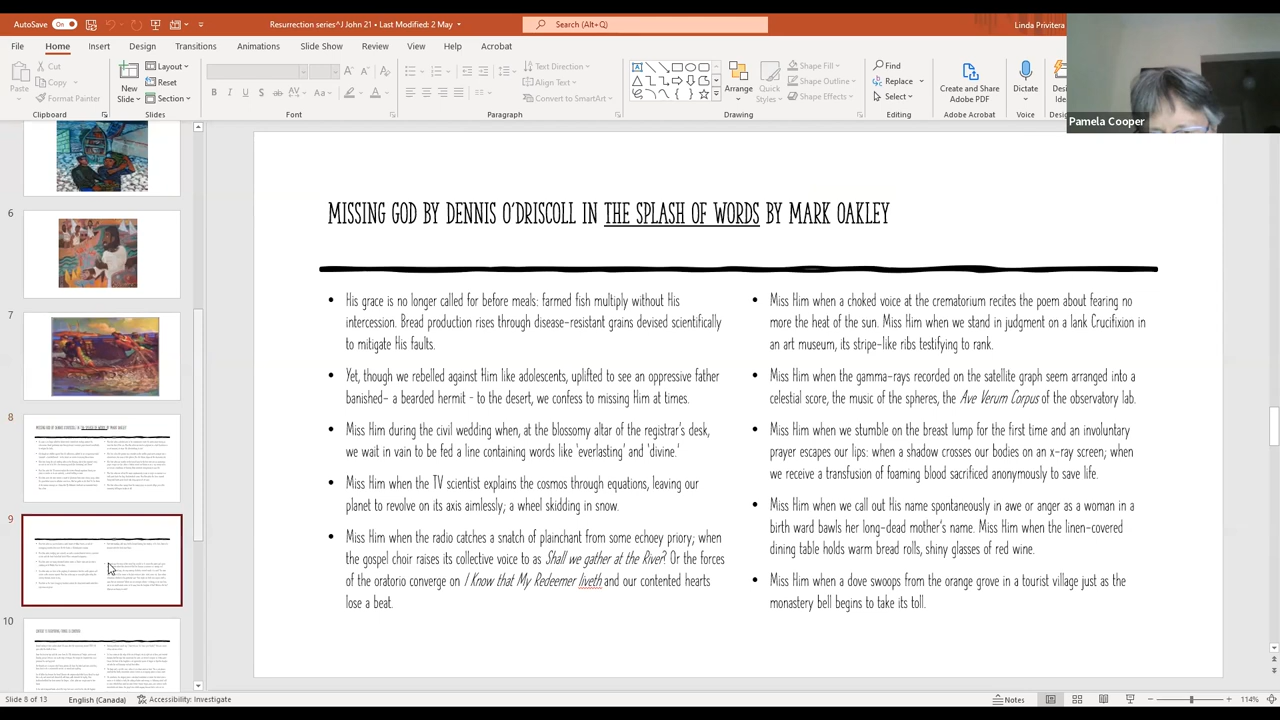 AutoSave On Resurrection series^J John 21 • Last Modified: 2 May Search (Alt+Q) Linda Privitera
File Home Insert Design Transitions Animations Slide Show Review View Help Acrobat
Cut Layout Text Direction Shape Fill Find
Copy Reset Align Text Shape Outline Replace
Paste Format Painter New Slide Section Convert to SmartArt Arrange Quick Styles Shape Effects Select Create and Share Adobe PDF Dictate
Clipboard Slides Font Paragraph Drawing Editing Adobe Acrobat Voice
Pamela Cooper
6
7
8
9
10
MISSING GOD BY DENNIS O'DRISCOLL IN THE SPLASH OF WORDS BY MARK OAKLEY
• His grace is no longer called for before meals: farmed fish multiply without His
intercession. Bread production rises through disease-resistant grains devised scientifically
to mitigate His faults.
• Yet, though we rebelled against Him like adolescents, uplifted to see an oppressive father
banished- a bearded hermit - to the desert, we confess to missing Him at times.
• Miss Him during the civil wedding when, at the blossomy altar of the registrar's desk,
we wait in vain to be fed a line containing words like 'everlasting' and 'divine.'
• Miss Him when the TV scientist explains the cosmos through equations, leaving our
planet to revolve on its axis aimlessly; a wheel skidding in snow.
• Miss Him when the radio catches a snatch of plainchant from some echoey priory, when
the gospel choir raises its collective voice to ask Shall we gather at the River? Or the forces
of the oratorio converge on I know that My Redeemer liveth and our contented hearts
lose a beat.
• Miss Him when a choked voice at the crematorium recites the poem about fearing no
more the heat of the sun. Miss Him when we stand in judgment on a lank Crucifixion in
an art museum, its stripe-like ribs testifying to rank.
• Miss Him when the gamma-rays recorded on the satellite graph seem arranged into a
celestial score, the music of the spheres, the Ave Verum Corpus of the observatory lab.
• Miss Him when we stumble on the breast lump for the first time and an involuntary
prayer escapes our lips: when a shadow crosses our bodies on an x-ray screen; when
we receive a transfusion of foaming blood sacrificed anonymously to save life.
• Miss Him when we call out His name spontaneously in awe or anger as a woman in a
birth ward bawls her long-dead mother's name. Miss Him when the linen-covered
dining table holds warm bread rolls, shiny glasses of red wine.
• Miss Him when a dove swoops from the orange grove in a tourist village just as the
monastery bell begins to take its toll.
Slide 8 of 13 English (Canada) Accessibility: Investigate Notes 114%